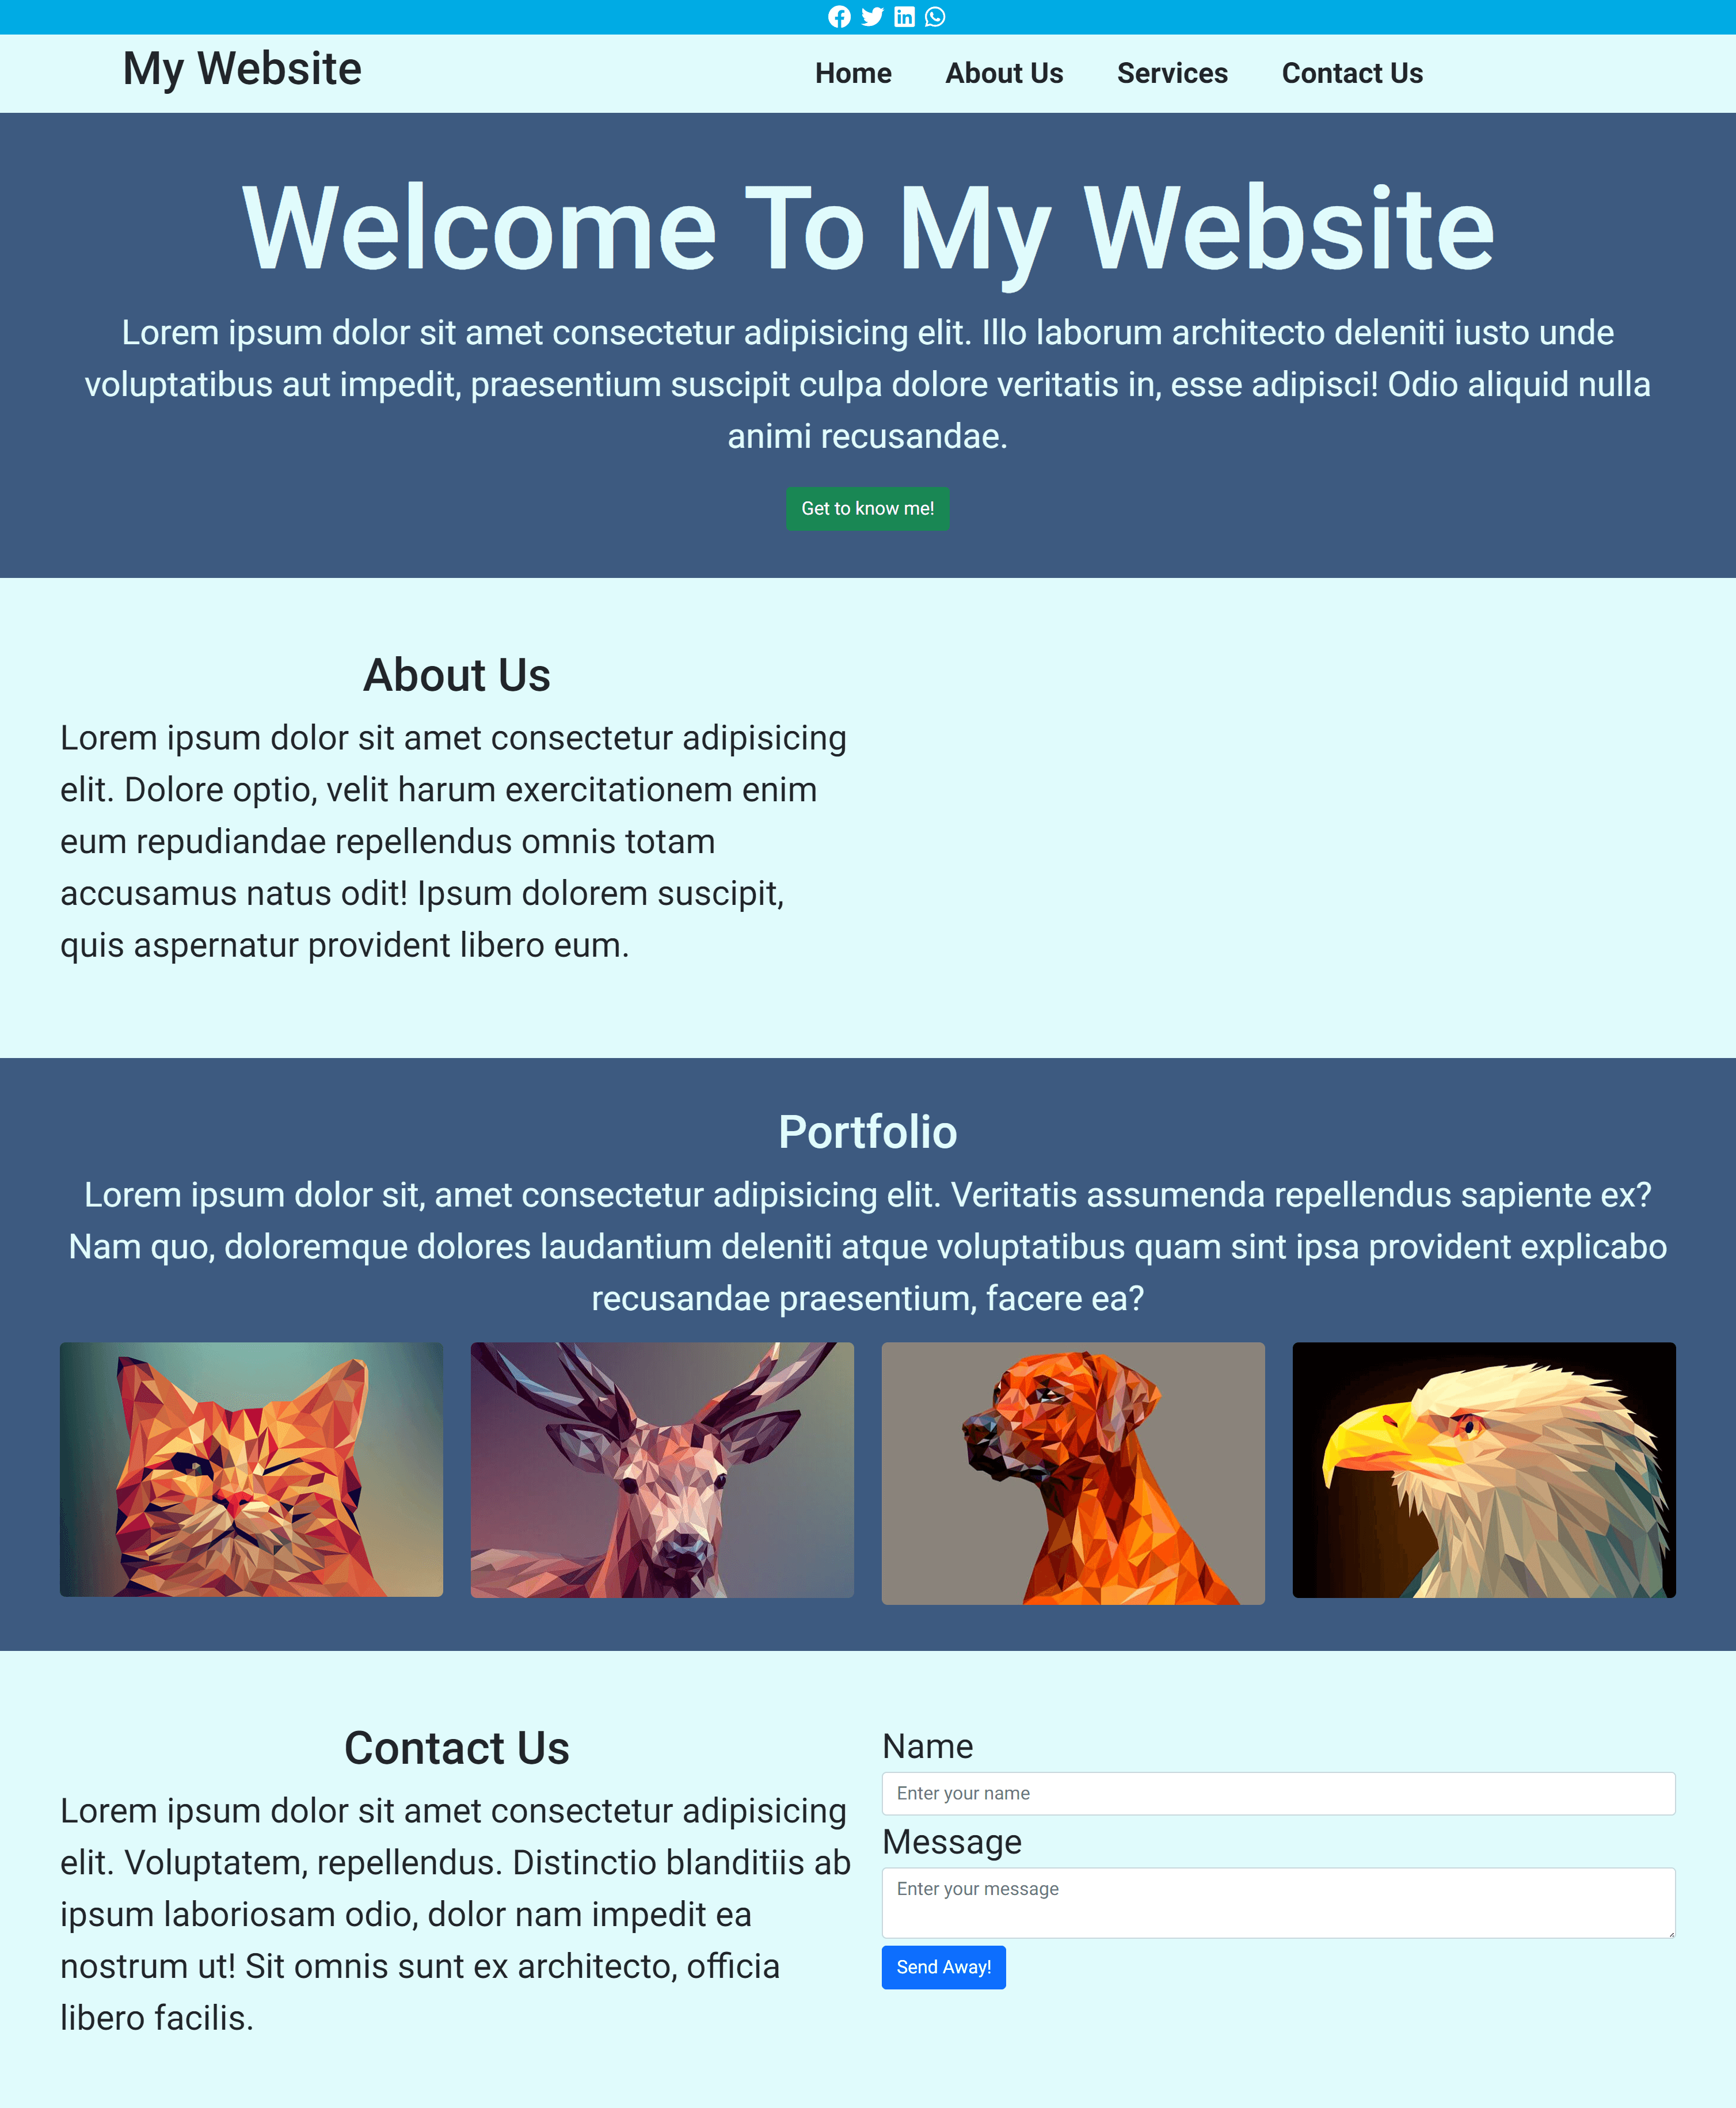 My Website
Home About Us Services Contact Us
Welcome To My Website
Lorem ipsum dolor sit amet consectetur adipisicing elit. Illo laborum architecto deleniti iusto unde
voluptatibus aut impedit, praesentium suscipit culpa dolore veritatis in, esse adipisci! Odio aliquid nulla
animi recusandae.
Get to know me!
About Us
Lorem ipsum dolor sit amet consectetur adipisicing
elit. Dolore optio, velit harum exercitationem enim
eum repudiandae repellendus omnis totam
accusamus natus odit! Ipsum dolorem suscipit,
quis aspernatur provident libero eum.
Portfolio
Lorem ipsum dolor sit, amet consectetur adipisicing elit. Veritatis assumenda repellendus sapiente ex?
Nam quo, doloremque dolores laudantium deleniti atque voluptatibus quam sint ipsa provident explicabo
recusandae praesentium, facere ea?
Contact Us
Lorem ipsum dolor sit amet consectetur adipisicing
elit. Voluptatem, repellendus. Distinctio blanditiis ab
ipsum laboriosam odio, dolor nam impedit ea
nostrum ut! Sit omnis sunt ex architecto, officia
libero facilis.
Name
Enter your name
Message
Enter your message
Send Away!